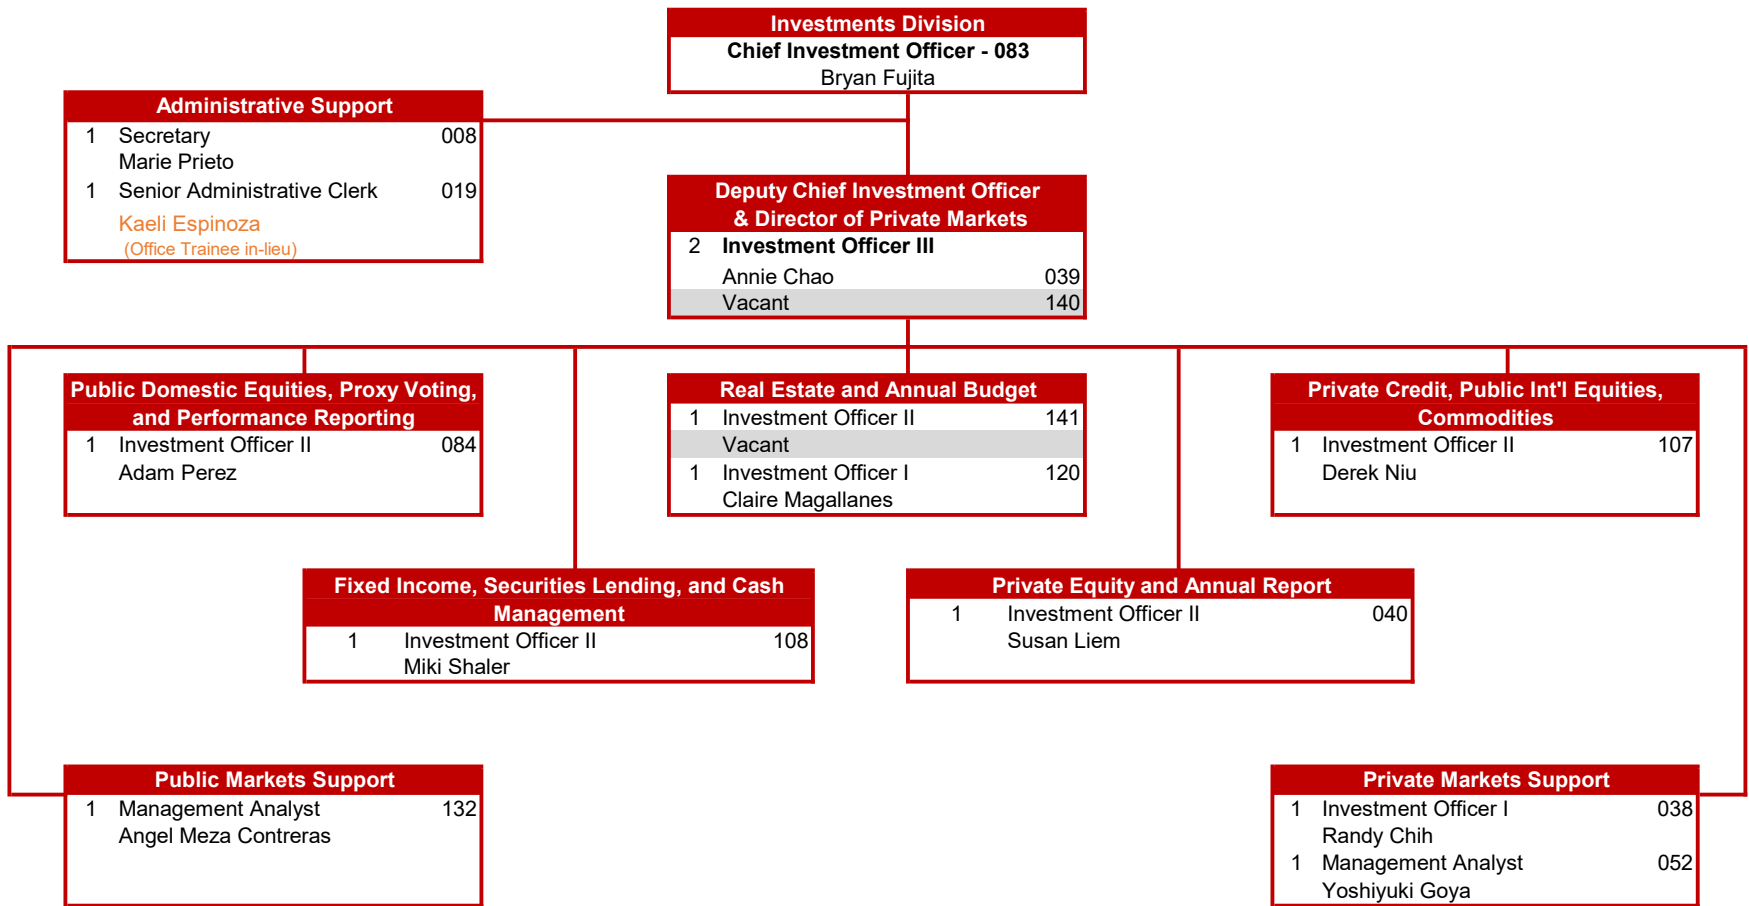 Investments Division
Chief Investment Officer - 083
Bryan Fujita
Administrative Support
1 Secretary 008
Marie Prieto
1 Senior Administrative Clerk 019
Kaeli Espinoza
(Office Trainee in-lieu)
Deputy Chief Investment Officer
& Director of Private Markets
2 Investment Officer III
Annie Chao 039
Vacant 140
Public Domestic Equities, Proxy Voting,
and Performance Reporting
1 Investment Officer II 084
Adam Perez
Real Estate and Annual Budget
1 Investment Officer II 141
Vacant
1 Investment Officer I 120
Claire Magallanes
Private Credit, Public Int'l Equities,
Commodities
1 Investment Officer II 107
Derek Niu
Fixed Income, Securities Lending, and Cash
Management
1 Investment Officer II 108
Miki Shaler
Private Equity and Annual Report
1 Investment Officer II 040
Susan Liem
Public Markets Support
1 Management Analyst 132
Angel Meza Contreras
Private Markets Support
1 Investment Officer I 038
Randy Chih
1 Management Analyst 052
Yoshiyuki Goya